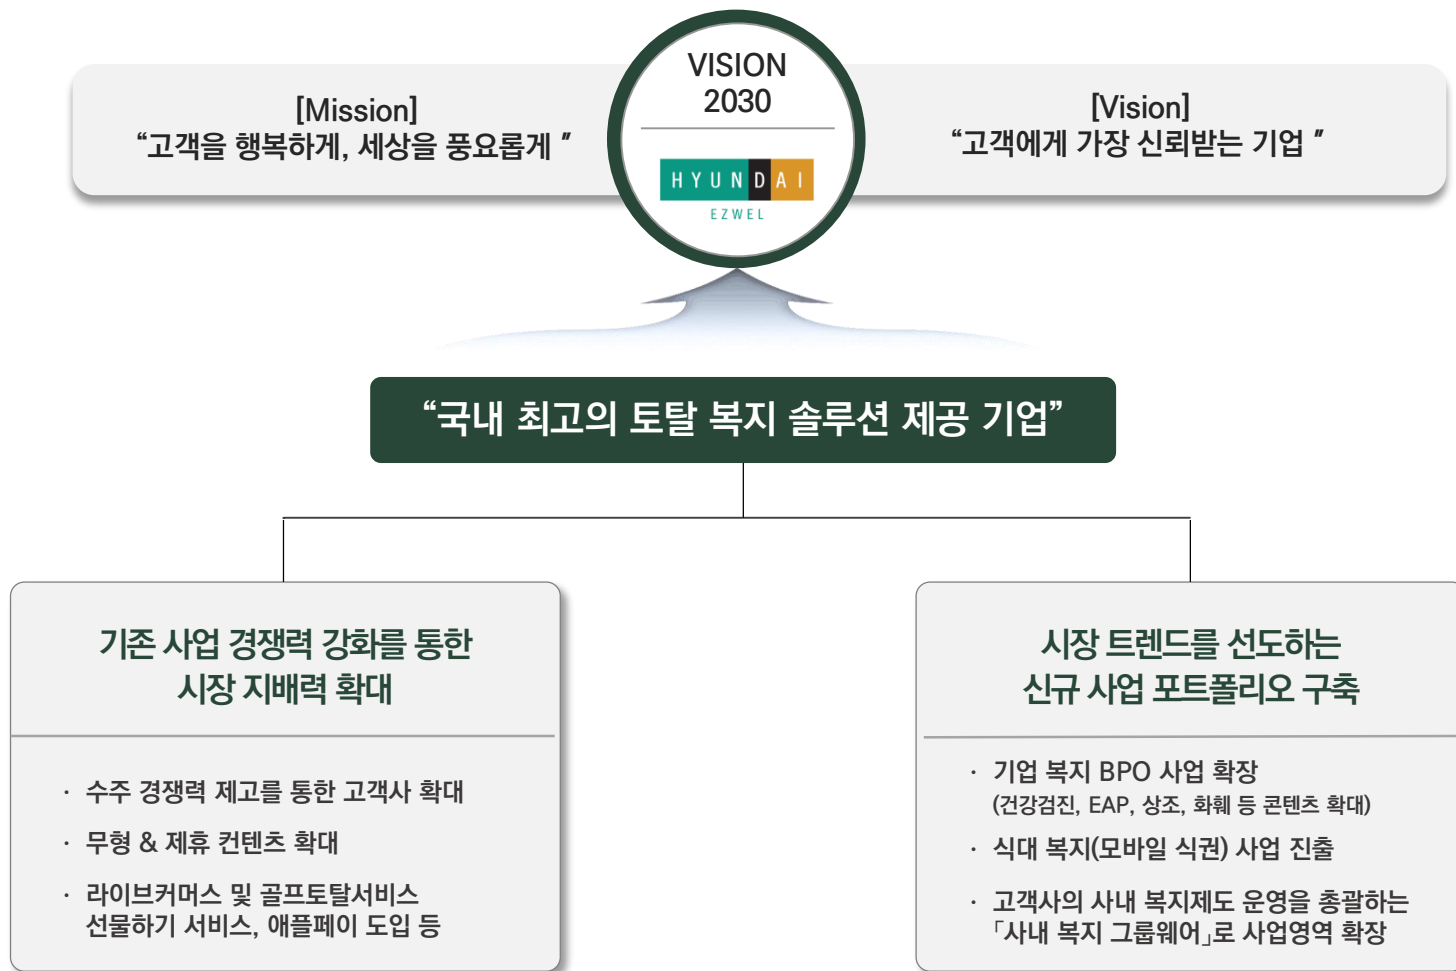 VISION
2030
HYUNDAI
EZWEL
[Mission]
“고객을 행복하게, 세상을 풍요롭게 ”
[Vision]
“고객에게 가장 신뢰받는 기업 ”
“국내 최고의 토탈 복지 솔루션 제공 기업”
기존 사업 경쟁력 강화를 통한
시장 지배력 확대
· 수주 경쟁력 제고를 통한 고객사 확대
· 무형 & 제휴 컨텐츠 확대
· 라이브커머스 및 골프토탈서비스
선물하기 서비스, 애플페이 도입 등
시장 트렌드를 선도하는
신규 사업 포트폴리오 구축
· 기업 복지 BPO 사업 확장
(건강검진, EAP, 상조, 화훼 등 콘텐츠 확대)
· 식대 복지(모바일 식권) 사업 진출
· 고객사의 사내 복지제도 운영을 총괄하는
「사내 복지 그룹웨어」로 사업영역 확장